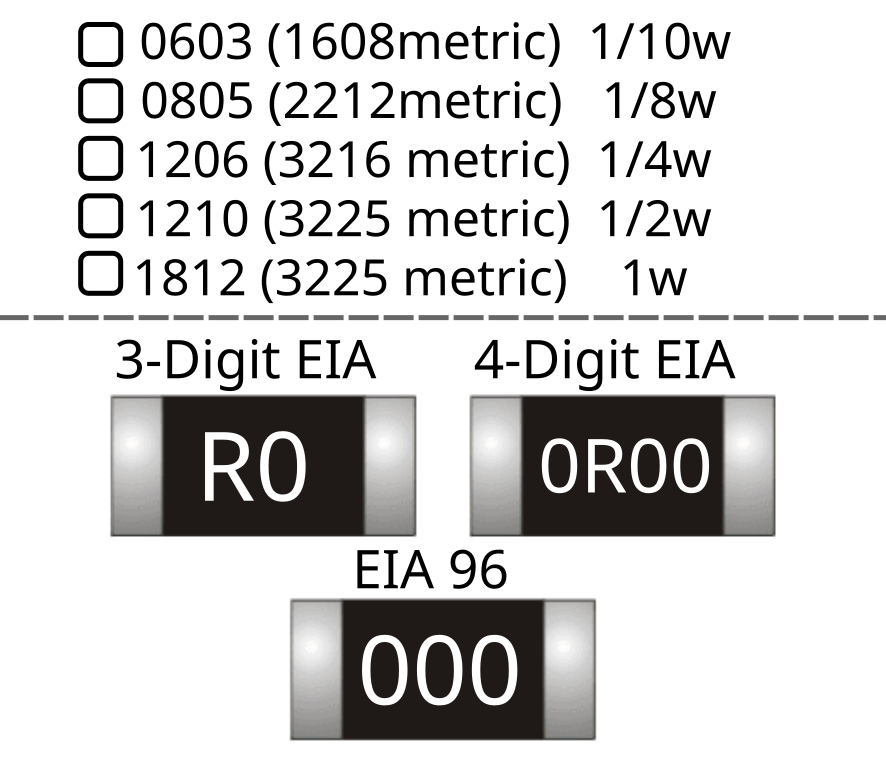 0603 (1608metric) 1/10w
0805 (2212metric) 1/8w
1206 (3216 metric) 1/4w
1210 (3225 metric) 1/2w
1812 (3225 metric) 1w
3-Digit EIA 4-Digit EIA
R0 0R00
EIA 96
000